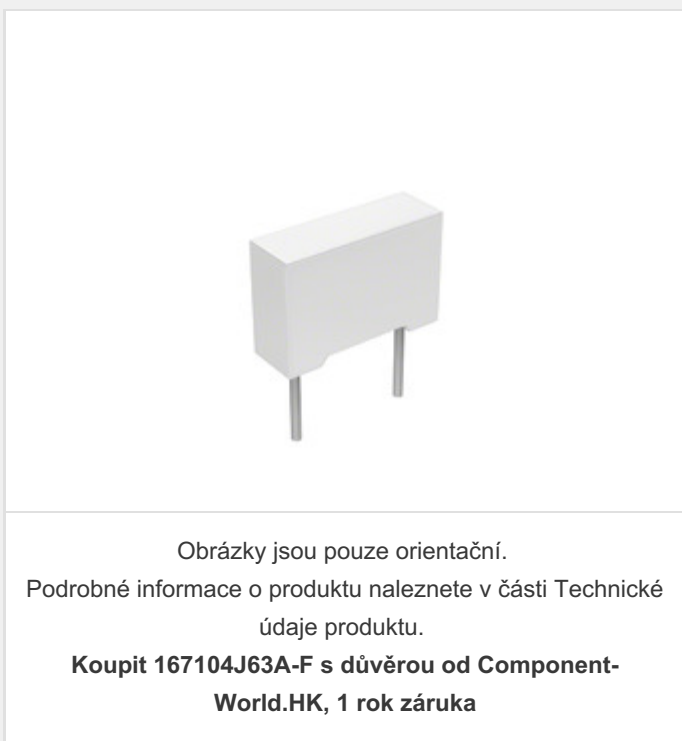 Obrázky jsou pouze orientační.
Podrobné informace o produktu naleznete v části Technické
údaje produktu.
Koupit 167104J63A-F s důvěrou od Component-
World.HK, 1 rok záruka